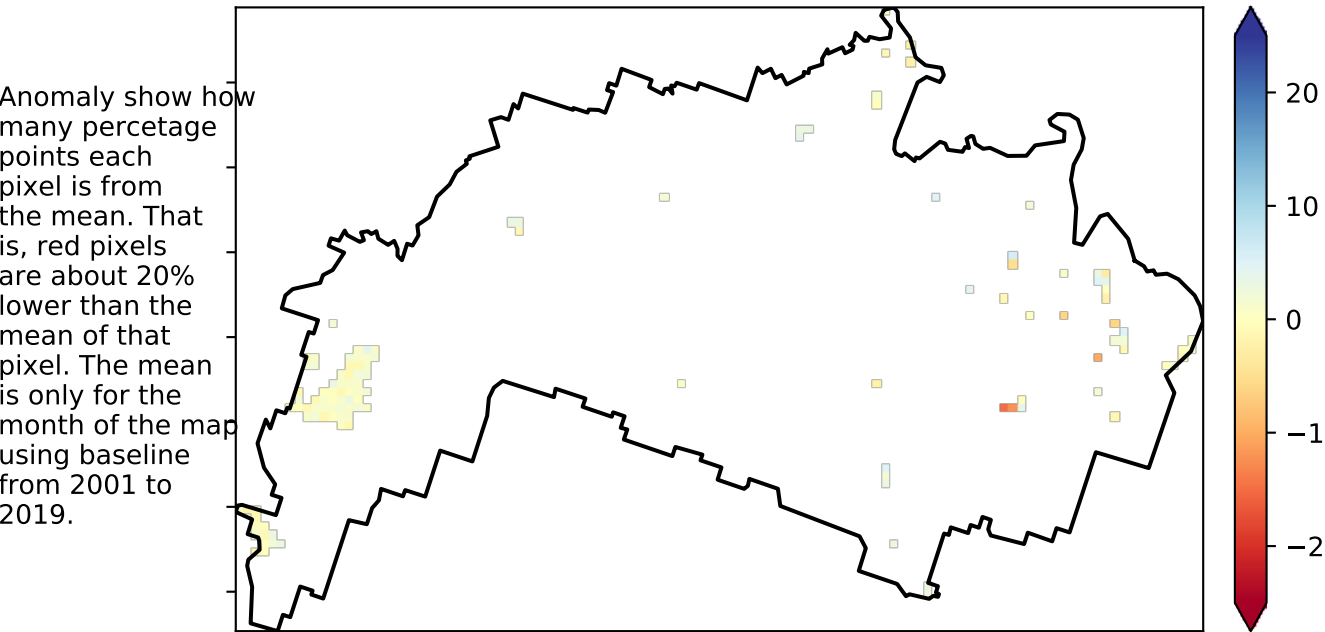 Anomaly show how
many percetage
points each
pixel is from
the mean. That
is, red pixels
are about 20%
lower than the
mean of that
pixel. The mean
is only for the
month of the map
using baseline
from 2001 to
2019.
20
10
0
−1
−2